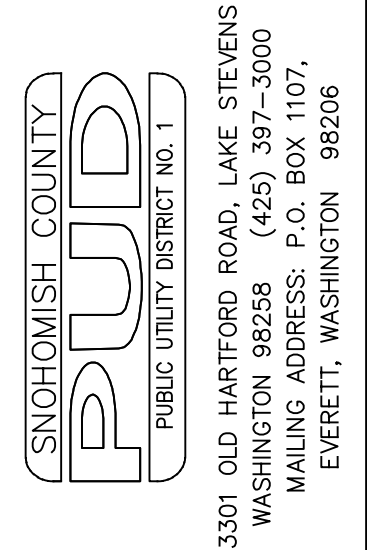 SNOHOMISH COUNTY
PUD
PUBLIC UTILITY DISTRICT NO. 1
3301 OLD HARTFORD ROAD, LAKE STEVENS
WASHINGTON 98258 (425) 397-3000
MAILING ADDRESS: P.O. BOX 1107,
EVERETT, WASHINGTON 98206